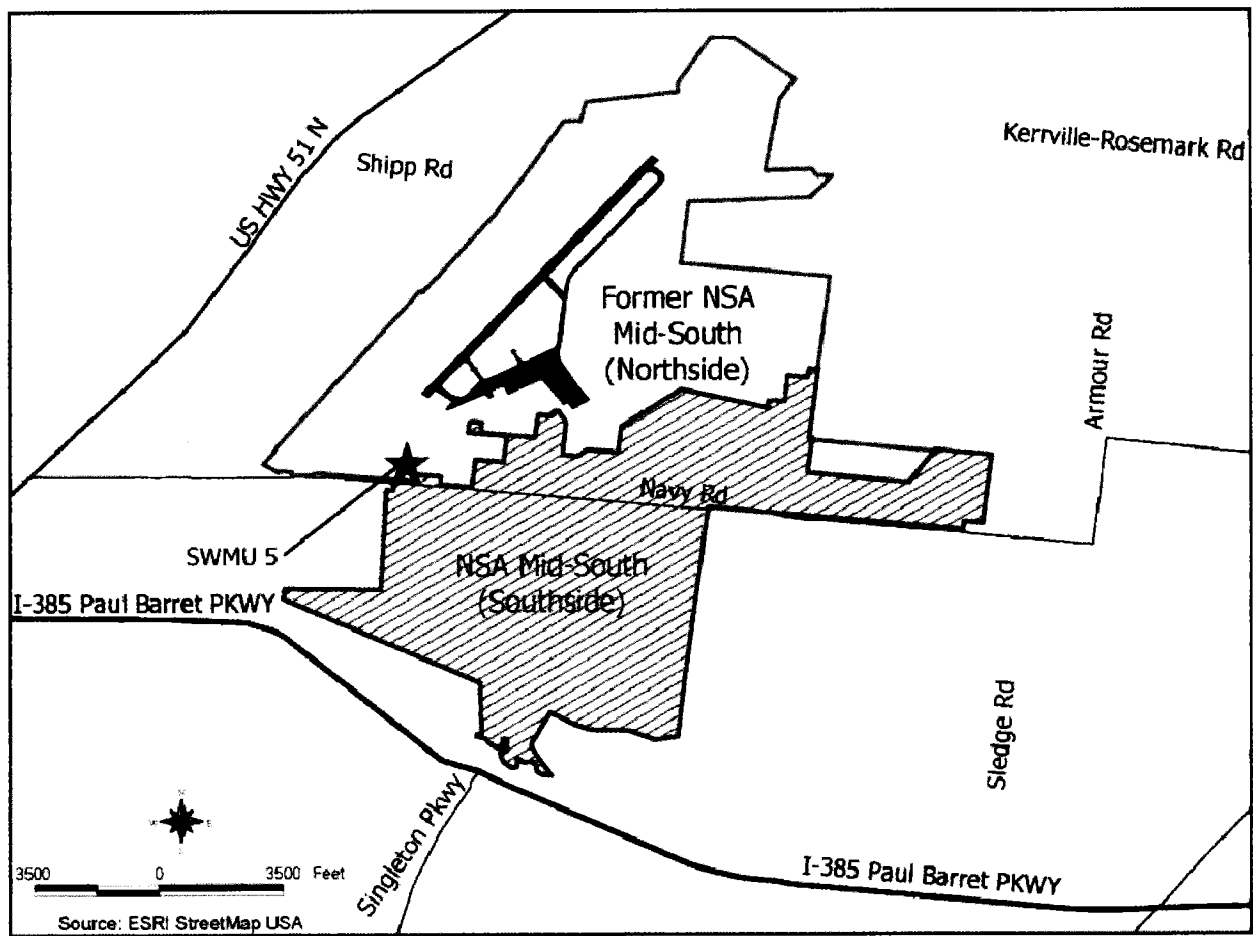 US HWY 51 N
Shipp Rd
Kerrville-Rosemark Rd
Former NSA
Mid-South
(Northside)
Armour Rd
Navy Rd
SWMU 5
NSA Mid-South
(Southside)
I-385 Paul Barret PKWY
Sledge Rd
Singleton Pkwy
I-385 Paul Barret PKWY
3500 0 3500 Feet
Source: ESRI StreetMap USA